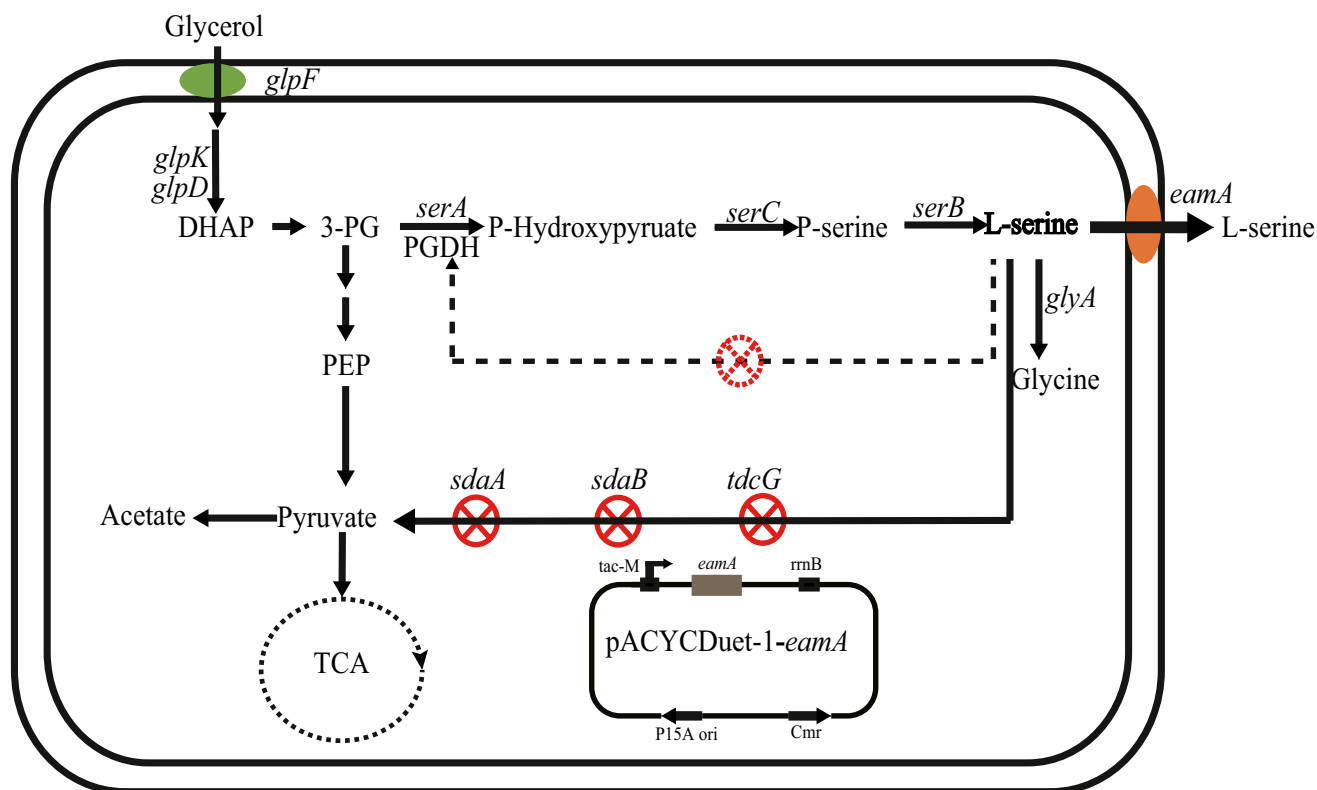 Glycerol
glpF
glpK
glpD
DHAP
3-PG
serA
PGDH
P-Hydroxypyruate
serC
P-serine
serB
L-serine
eamA
L-serine
glyA
Glycine
PEP
sdaA
sdaB
tdcG
Acetate
Pyruvate
tac-M
eamA
rrnB
pACYCDuet-1-eamA
TCA
P15A ori
Cmr